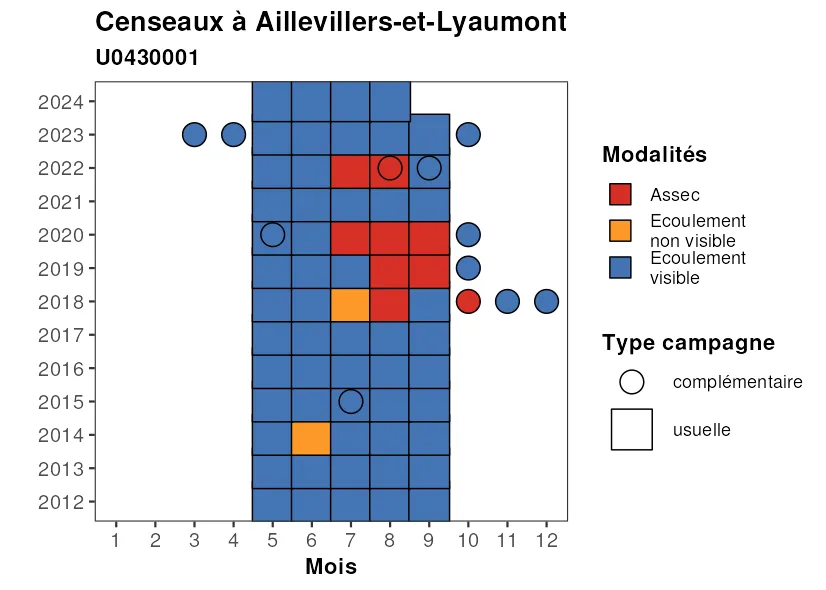 Censeaux à Aillevillers-et-Lyaumont
U0430001
2024
2023
2022
2021
2020
2019
2018
2017
2016
2015
2014
2013
2012
1 2 3 4 5 6 7 8 9 10 11 12
Mois
Modalités
Assec
Ecoulement
non visible
Ecoulement
visible
Type campagne
complémentaire
usuelle